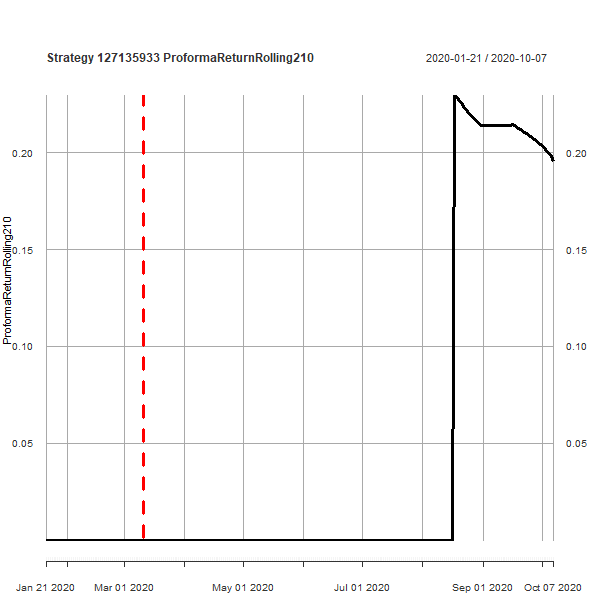 Strategy 127135933 ProformaReturnRolling210
2020-01-21 / 2020-10-07
ProformaReturnRolling210
0.20
0.15
0.10
0.05
0.20
0.15
0.10
0.05
Jan 21 2020
Mar 01 2020
May 01 2020
Jul 01 2020
Sep 01 2020
Oct 07 2020